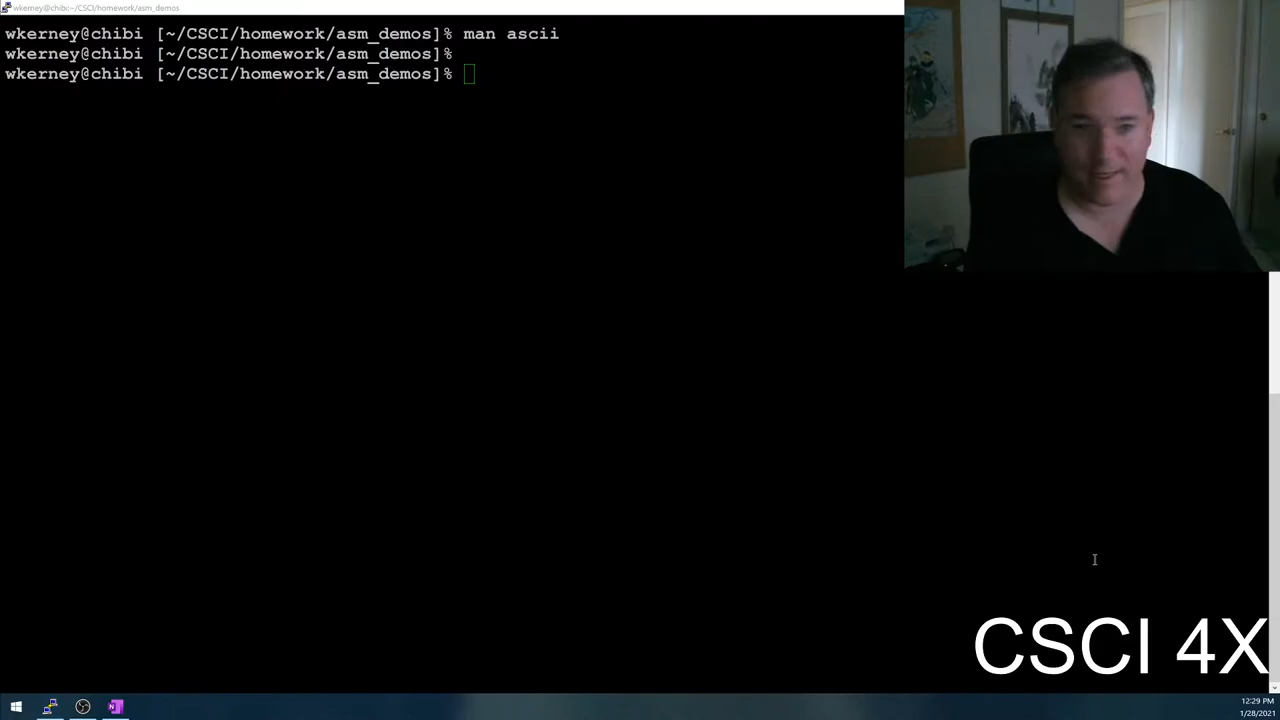 wkerney@chibi:~/CSCI/homework/asm_demos
wkerney@chibi [~/CSCI/homework/asm_demos]% man ascii
wkerney@chibi [~/CSCI/homework/asm_demos]%
wkerney@chibi [~/CSCI/homework/asm_demos]%
CSCI 4X
12:29 PM
1/28/2021